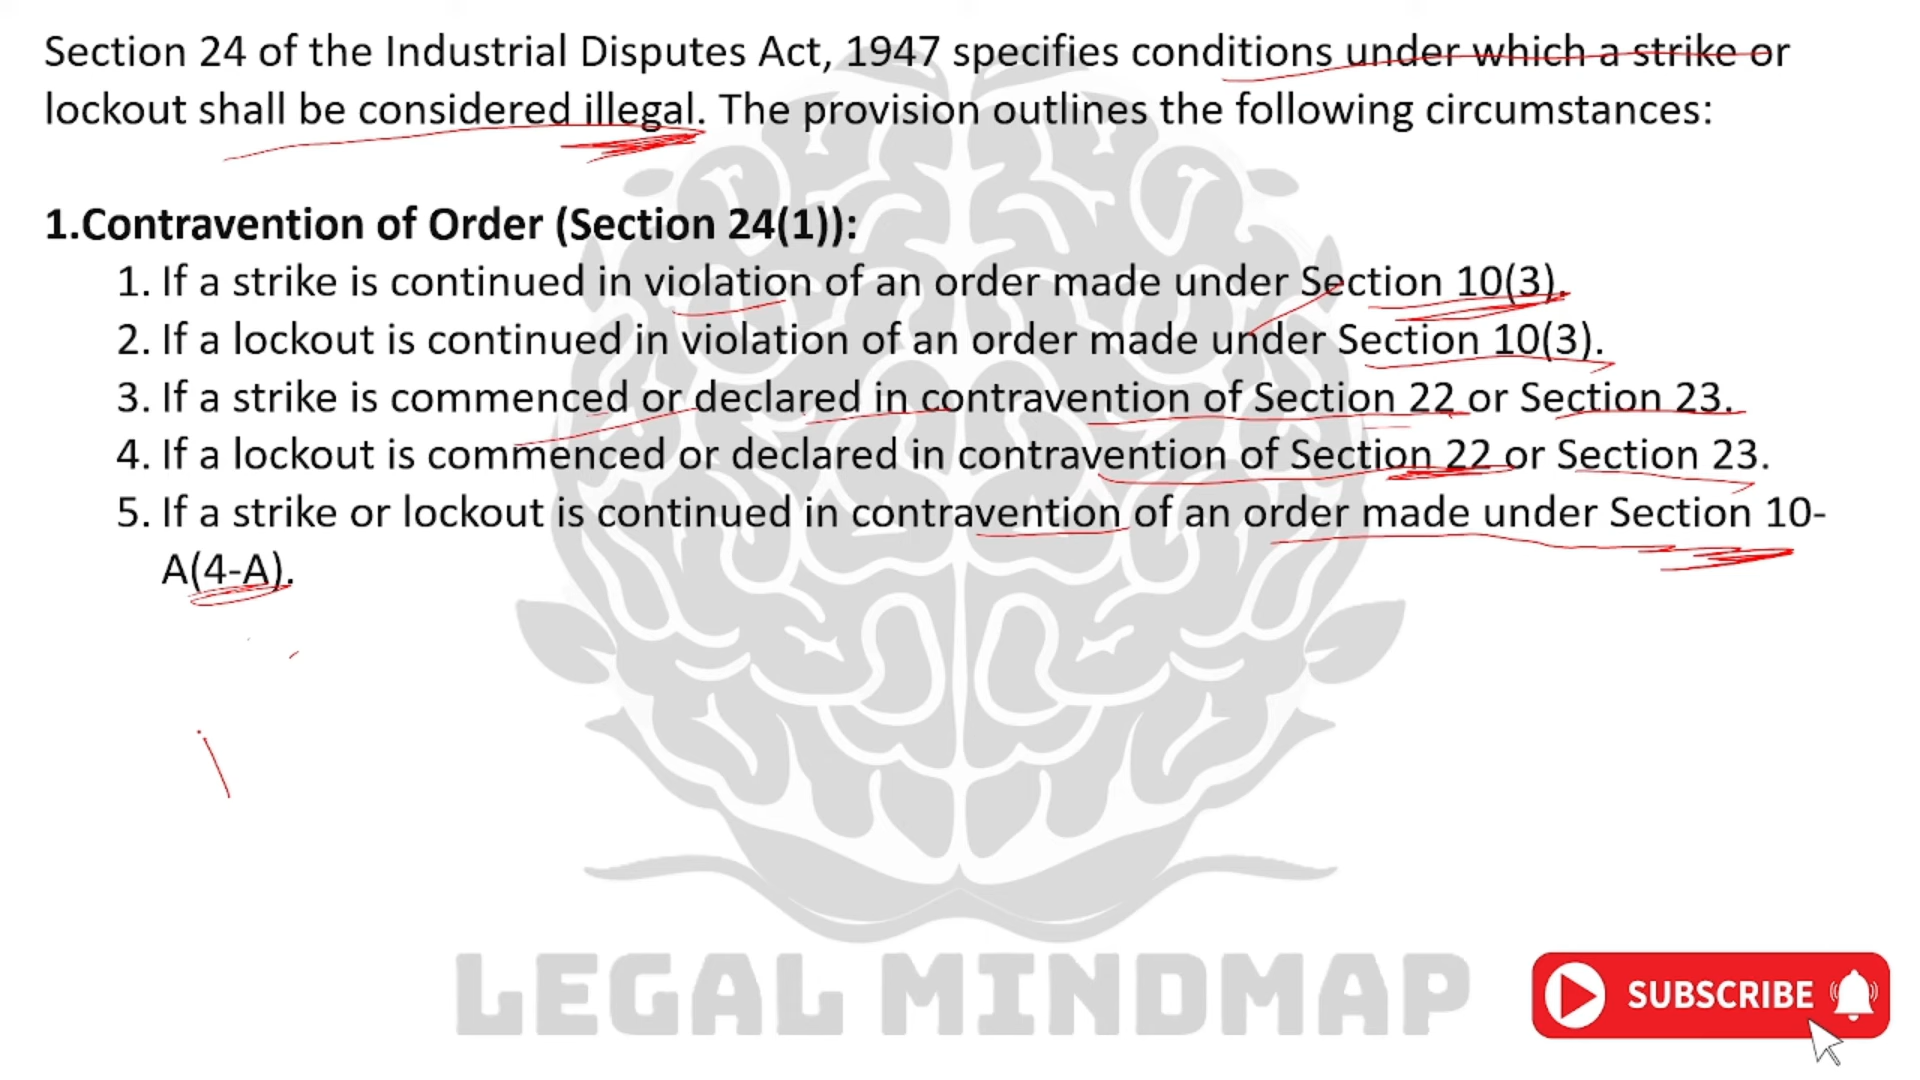 Section 24 of the Industrial Disputes Act, 1947 specifies conditions under which a strike or
lockout shall be considered illegal. The provision outlines the following circumstances:
1.Contravention of Order (Section 24(1)):
1. If a strike is continued in violation of an order made under Section 10(3).
2. If a lockout is continued in violation of an order made under Section 10(3).
3. If a strike is commenced or declared in contravention of Section 22 or Section 23.
4. If a lockout is commenced or declared in contravention of Section 22 or Section 23.
5. If a strike or lockout is continued in contravention of an order made under Section 10-
A(4-A).
LEGAL MINDMAP
SUBSCRIBE